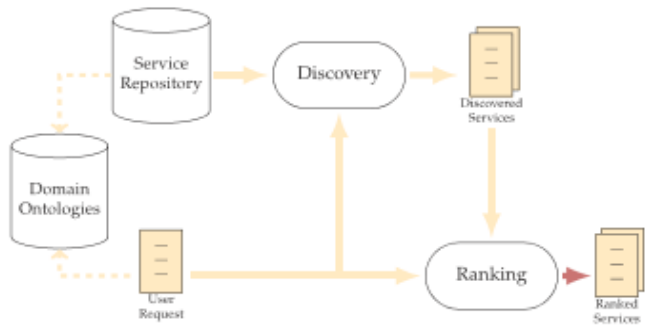 Service
Repository
Discovery
Discovered
Services
Domain
Ontologies
User
Request
Ranking
Ranked
Services